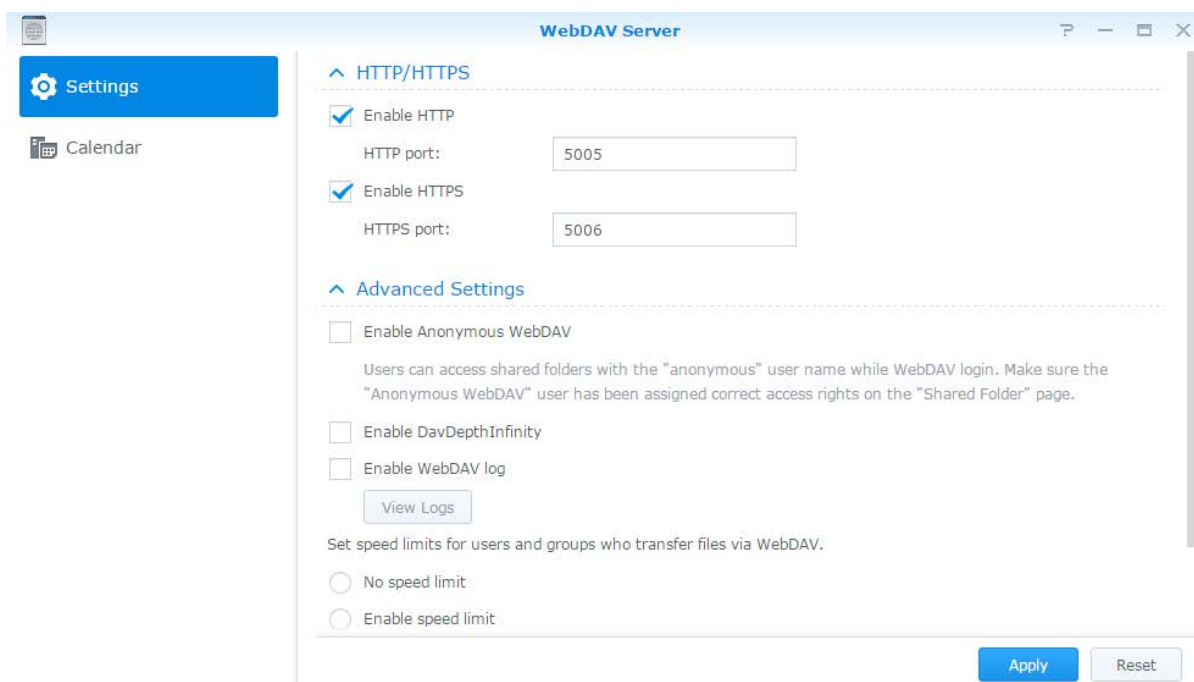 WebDAV Server
Settings
Calendar
HTTP/HTTPS
Enable HTTP
HTTP port: 5005
Enable HTTPS
HTTPS port: 5006
Advanced Settings
Enable Anonymous WebDAV
Users can access shared folders with the "anonymous" user name while WebDAV login. Make sure the
"Anonymous WebDAV" user has been assigned correct access rights on the "Shared Folder" page.
Enable DavDepthInfinity
Enable WebDAV log
View Logs
Set speed limits for users and groups who transfer files via WebDAV.
No speed limit
Enable speed limit
Apply Reset